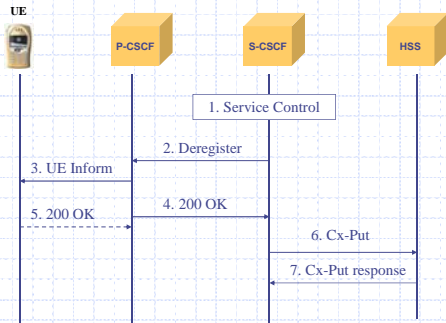 UE
P-CSCF
S-CSCF
HSS
1. Service Control
2. Deregister
3. UE Inform
4. 200 OK
5. 200 OK
6. Cx-Put
7. Cx-Put response